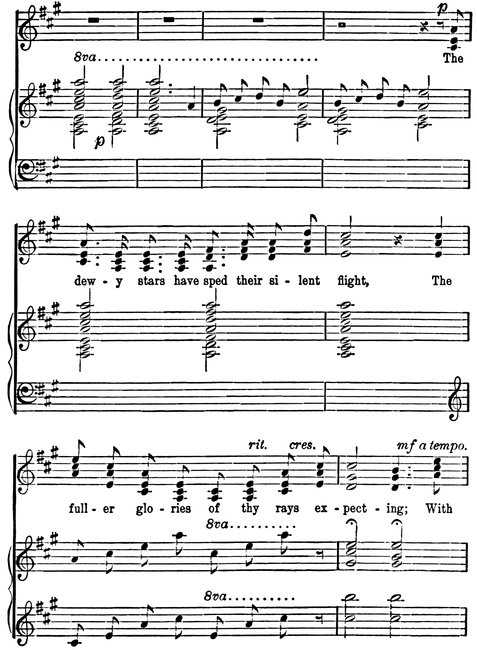 p
8va
The
p
dew - y stars have sped their si - lent flight, The
rit. cres. mf a tempo.
full - er glo - ries of thy rays ex - pect - ing; With
8va
8va